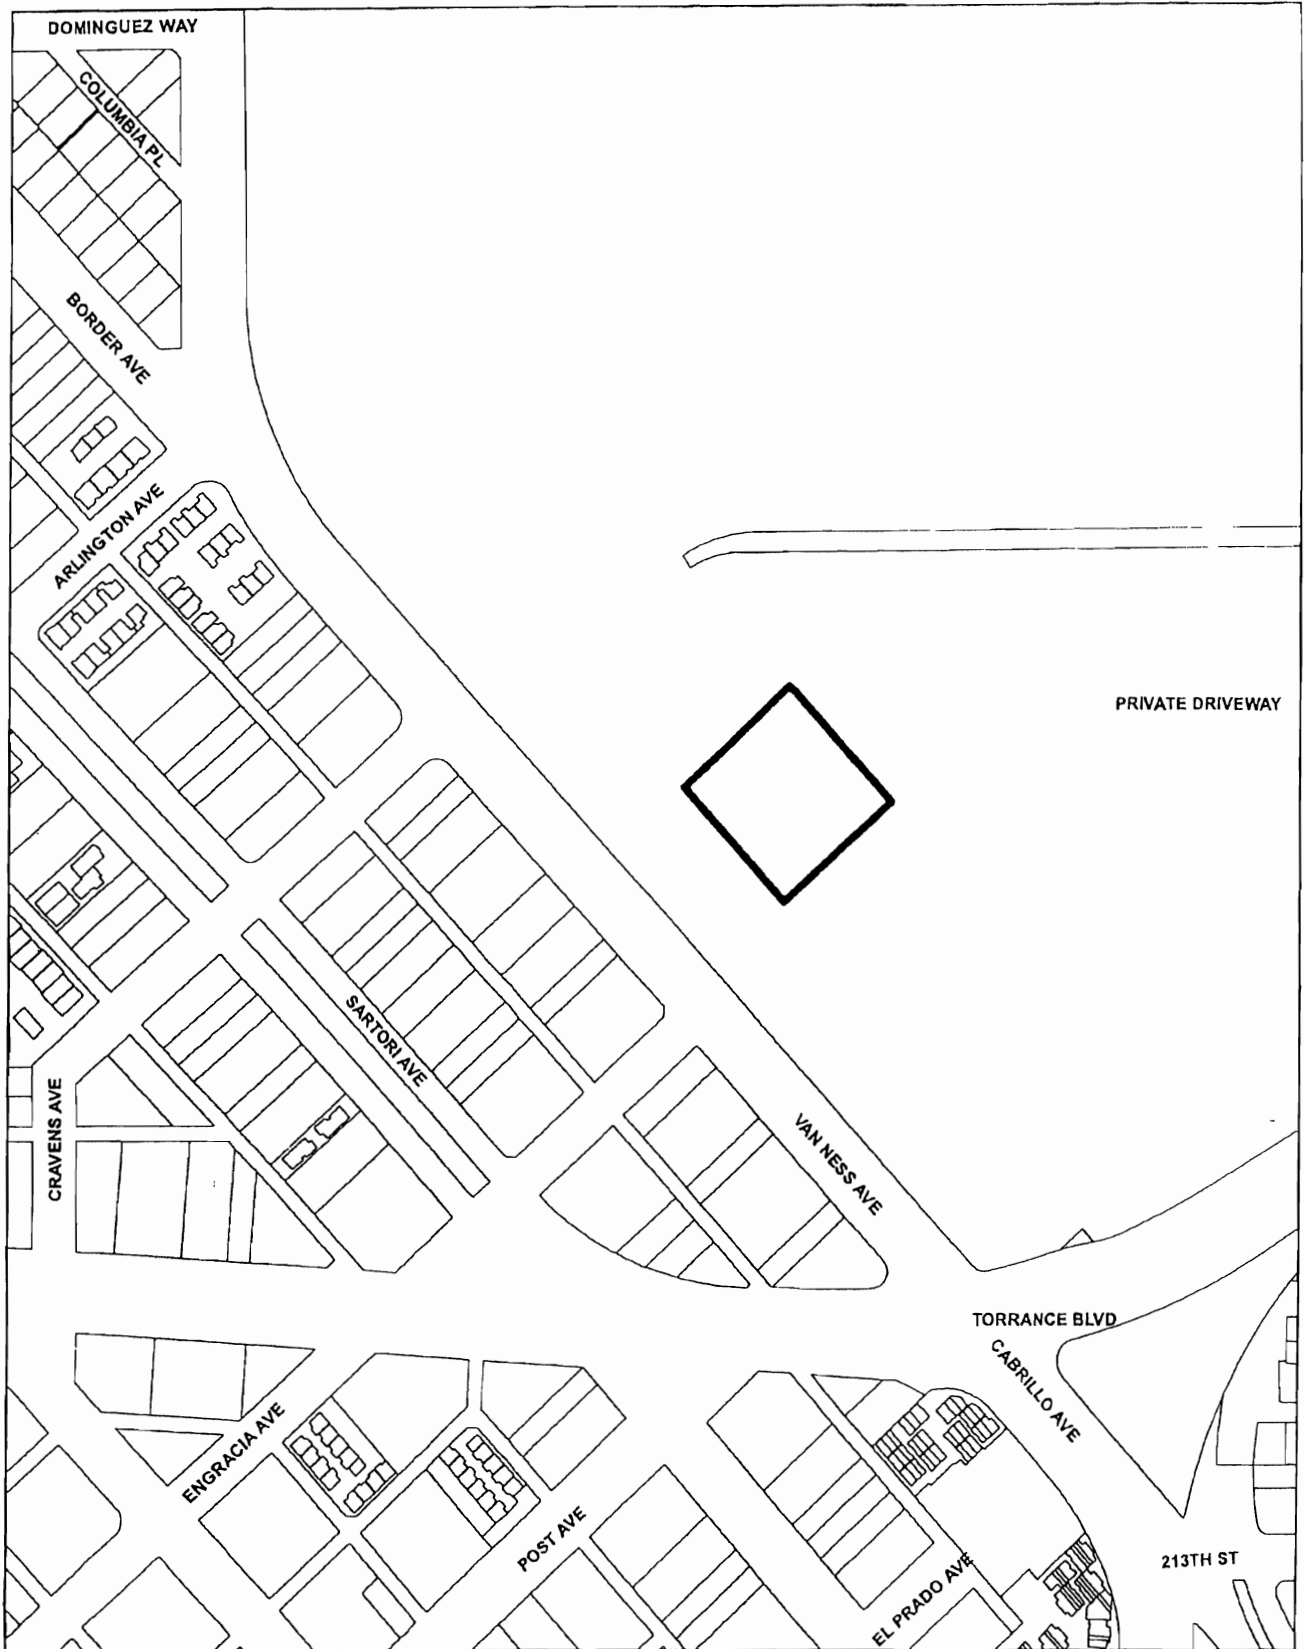 DOMINGUEZ WAY
COLUMBIA PL
BORDER AVE
ARLINGTON AVE
PRIVATE DRIVEWAY
SARTORI AVE
CRAVENS AVE
VAN NESS AVE
TORRANCE BLVD
CABRILLO AVE
ENGRACIA AVE
POST AVE
213TH ST
EL PRADO AVE